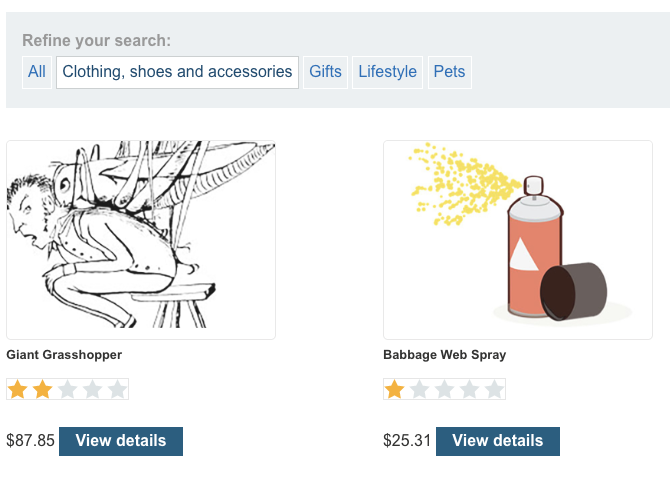 Refine your search:
All Clothing, shoes and accessories Gifts Lifestyle Pets
Giant Grasshopper
Babbage Web Spray
$87.85 View details
$25.31 View details